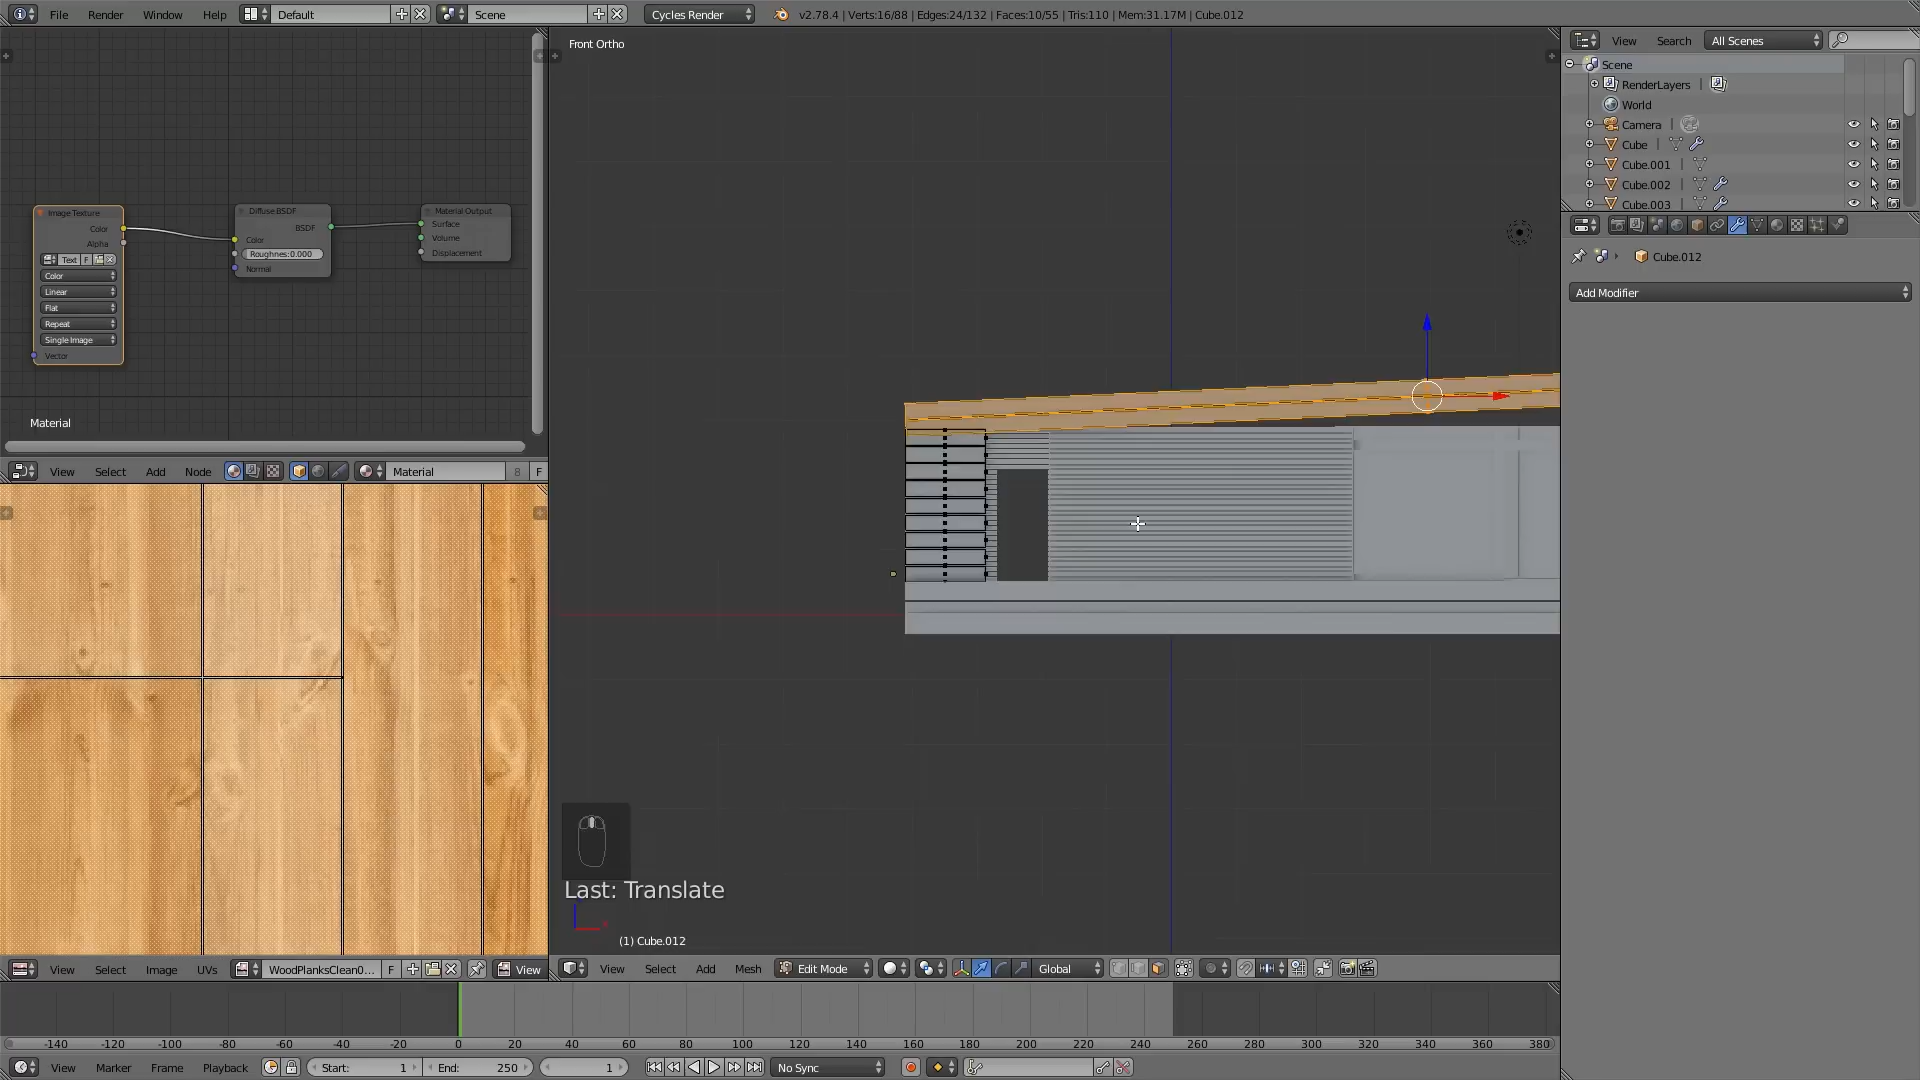 File Render Window Help Default Scene Cycles Render v2.78.4 | Verts:16/88 | Edges:24/132 | Faces:10/55 | Tris:110 | Mem:31.17M | Cube.012
Front Ortho
View Search All Scenes
Scene
RenderLayers |
World
Camera |
Cube |
Cube.001 |
Cube.002 |
Cube.003 |
Cube.012
Add Modifier
Image Texture
Color
Alpha
Text F
Color
Linear
Flat
Repeat
Single Image
Vector
Diffuse BSDF
BSDF
Color
Roughnes:0.000
Normal
Material Output
Surface
Volume
Displacement
Material
View Select Add Node Material 8 F
Last: Translate
(1) Cube.012
View Select Image UVs WoodPlanksClean0... F View
View Select Add Mesh Edit Mode Global
-140 -120 -100 -80 -60 -40 -20 0 20 40 60 80 100 120 140 160 180 200 220 240 260 280 300 320 340 360 380
View Marker Frame Playback Start: 1 End: 250 1 No Sync